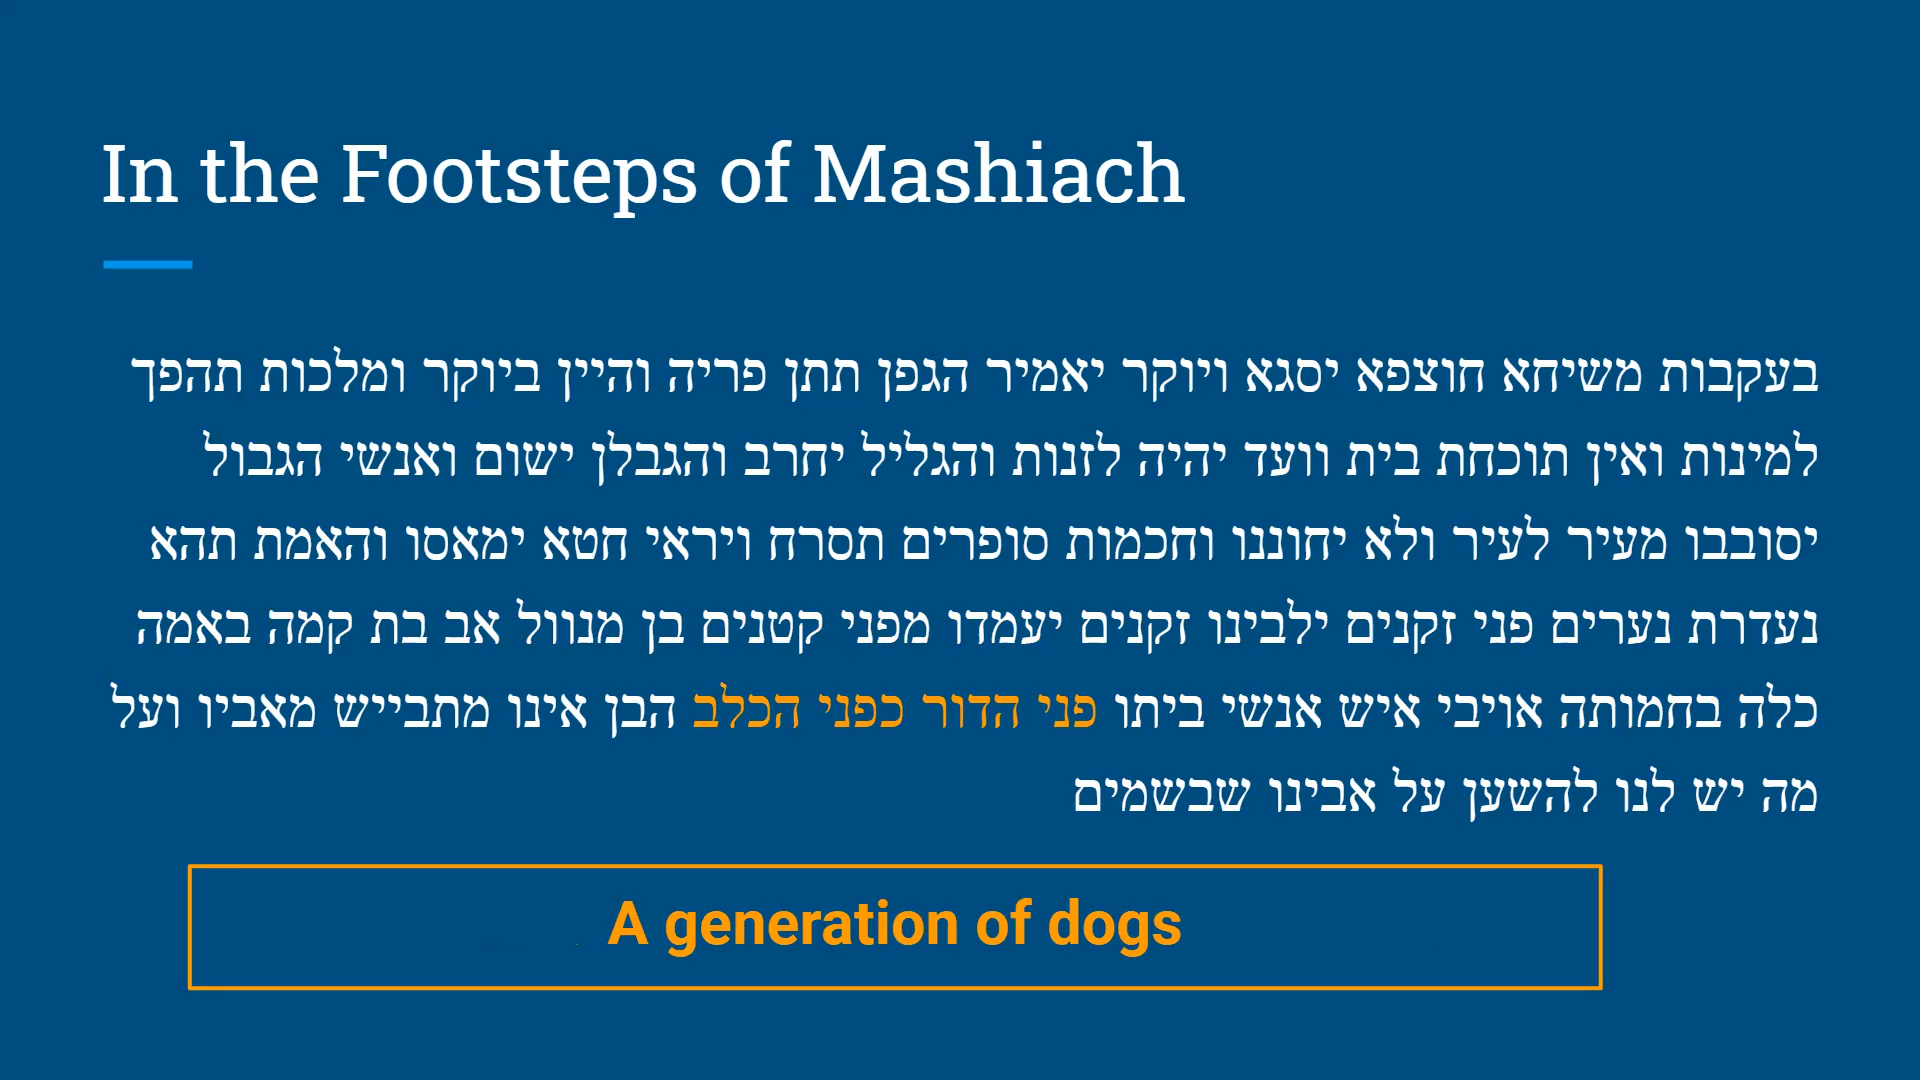 In the Footsteps of Mashiach
בעקבות משיחא חוצפא יסגא ויוקר יאמיר הגפן תתן פריה והיין ביוקר ומלכות תהפך
למינות ואין תוכחת בית וועד יהיה לזנות והגליל יחרב והגבלן ישום ואנשי הגבול
יסובבו מעיר לעיר ולא יחוננו וחכמות סופרים תסרח ויראי חטא ימאסו והאמת תהא
נעדרת נערים פני זקנים ילבינו זקנים יעמדו מפני קטנים בן מנוול אב בת קמה באמה
כלה בחמותה אויבי איש אנשי ביתו פני הדור כפני הכלב הבן אינו מתבייש מאביו ועל
מה יש לנו להשען על אבינו שבשמים
A generation of dogs